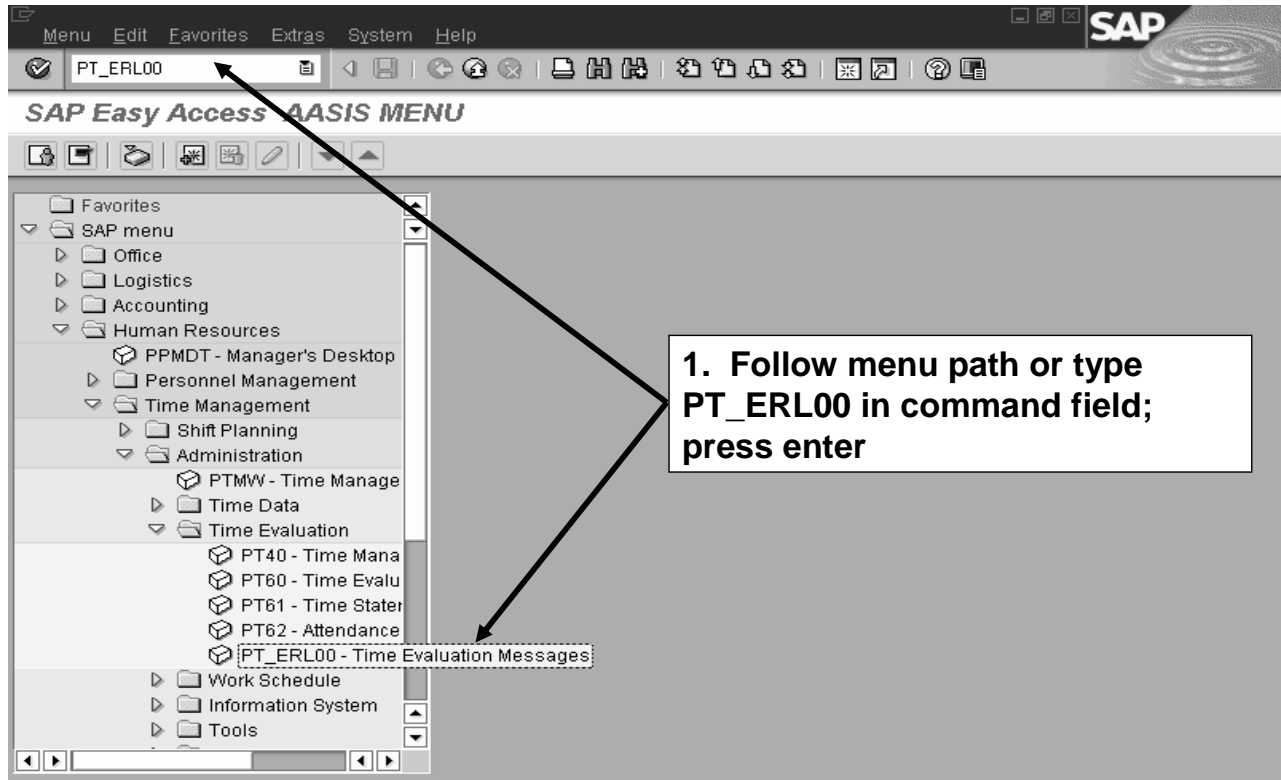 Menu Edit Favorites Extras System Help
SAP
PT_ERL00
SAP Easy Access AASIS MENU
Favorites
SAP menu
Office
Logistics
Accounting
Human Resources
PPMDT - Manager's Desktop
Personnel Management
Time Management
Shift Planning
Administration
PTMW - Time Manage
Time Data
Time Evaluation
PT40 - Time Mana
PT60 - Time Evalu
PT61 - Time Stater
PT62 - Attendance
PT_ERL00 - Time Evaluation Messages
Work Schedule
Information System
Tools
1. Follow menu path or type
PT_ERL00 in command field;
press enter